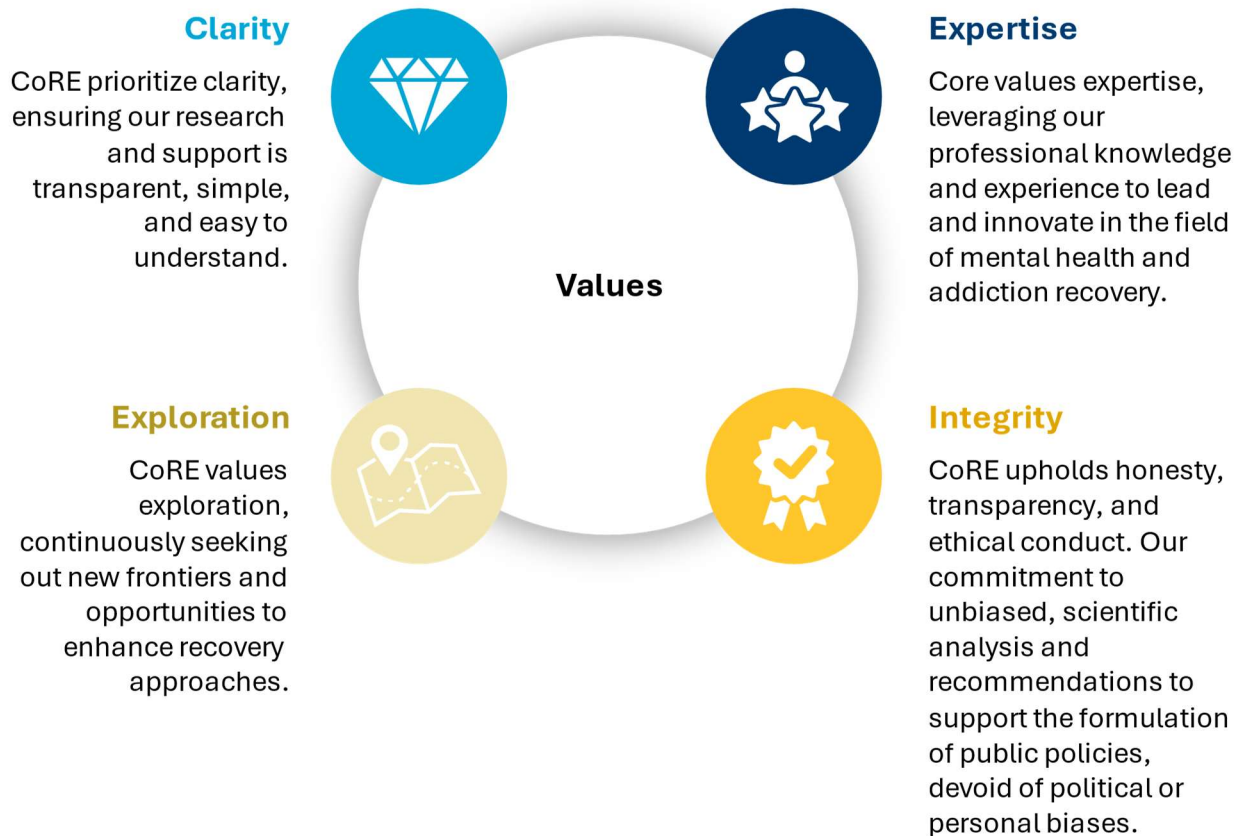 Clarity
CoRE prioritize clarity,
ensuring our research
and support is
transparent, simple,
and easy to
understand.
Expertise
Core values expertise,
leveraging our
professional knowledge
and experience to lead
and innovate in the field
of mental health and
addiction recovery.
Values
Exploration
CoRE values
exploration,
continuously seeking
out new frontiers and
opportunities to
enhance recovery
approaches.
Integrity
CoRE upholds honesty,
transparency, and
ethical conduct. Our
commitment to
unbiased, scientific
analysis and
recommendations to
support the formulation
of public policies,
devoid of political or
personal biases.